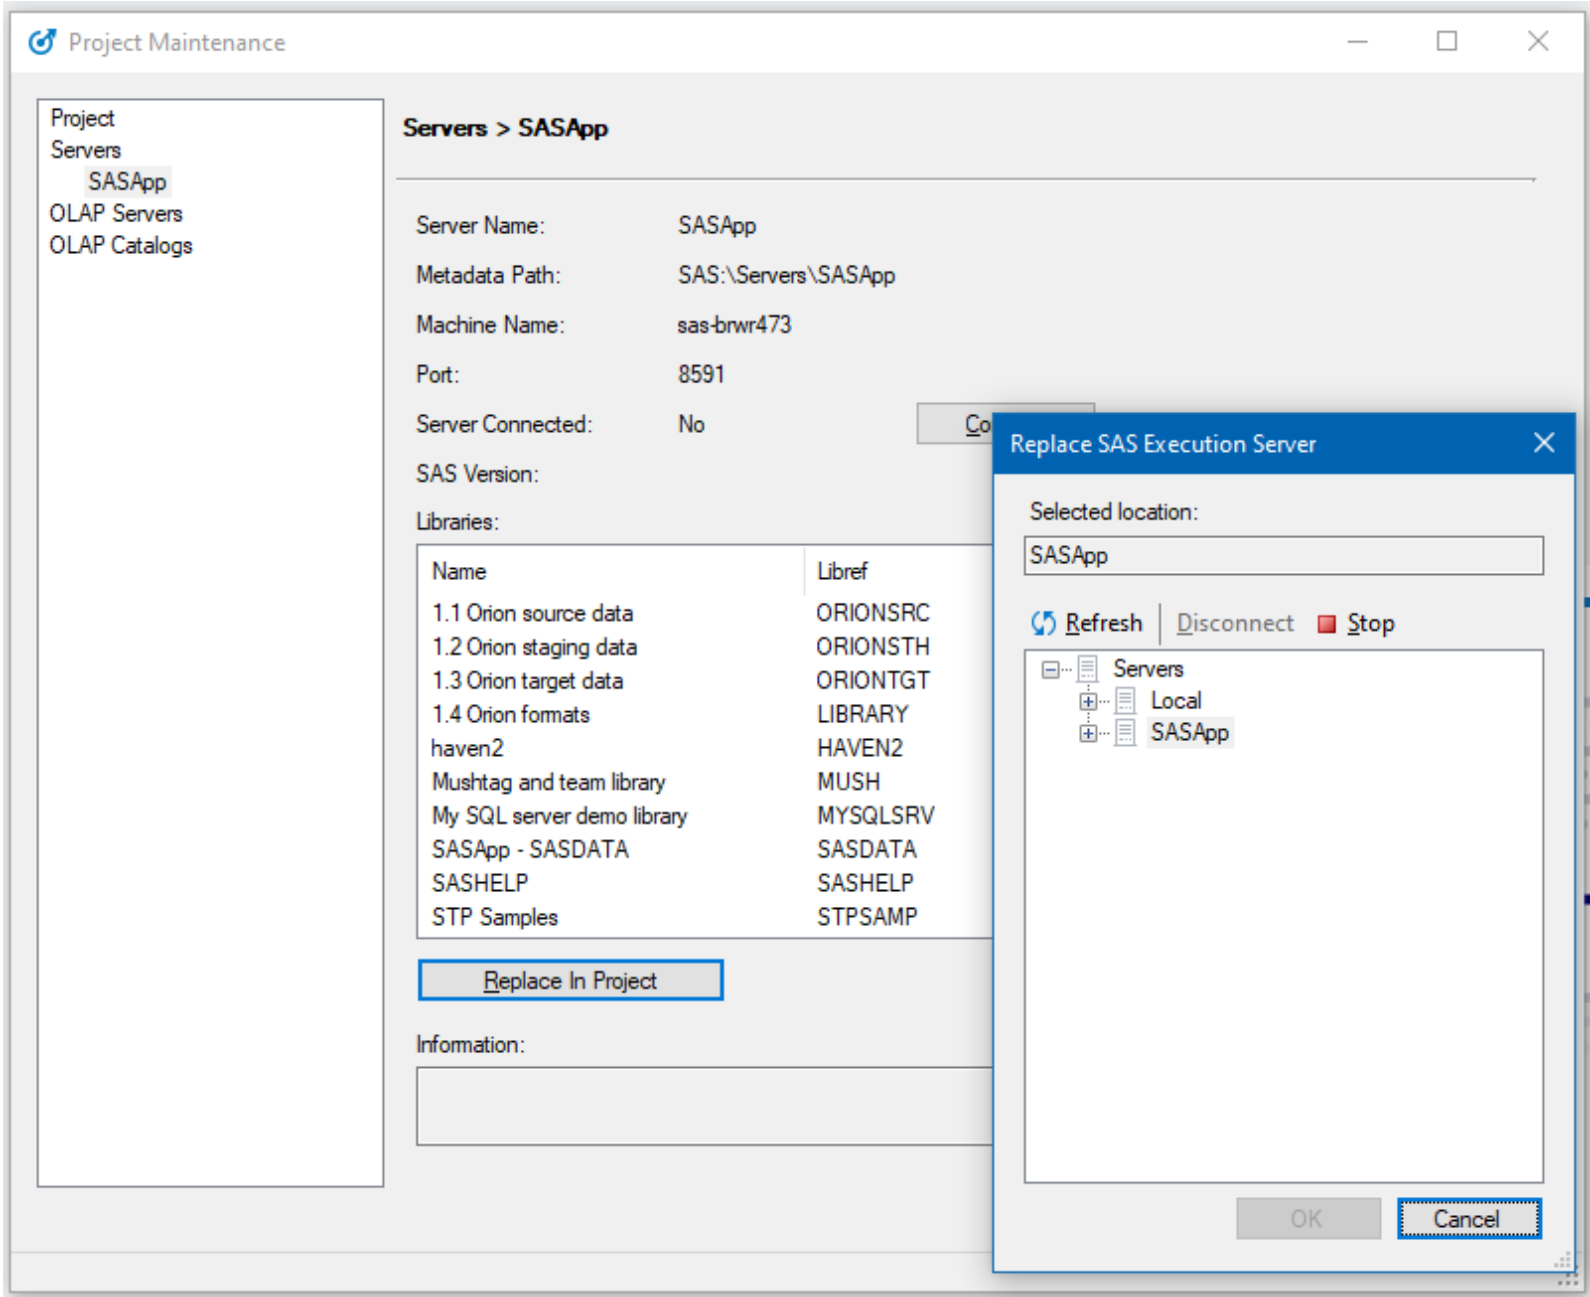 Project Maintenance
Project
Servers
SASApp
OLAP Servers
OLAP Catalogs
Servers > SASApp
Server Name: SASApp
Metadata Path: SAS:\Servers\SASApp
Machine Name: sas-brwr473
Port: 8591
Server Connected: No
SAS Version:
Libraries:
Name Libref
1.1 Orion source data ORIONSRC
1.2 Orion staging data ORIONSTH
1.3 Orion target data ORIONTGT
1.4 Orion formats LIBRARY
haven2 HAVEN2
Mushtag and team library MUSH
My SQL server demo library MYSQLSRV
SASApp - SASDATA SASDATA
SASHELP SASHELP
STP Samples STPSAMP
Replace In Project
Information:
Replace SAS Execution Server
Selected location:
SASApp
Refresh Disconnect Stop
Servers
Local
SASApp
OK Cancel